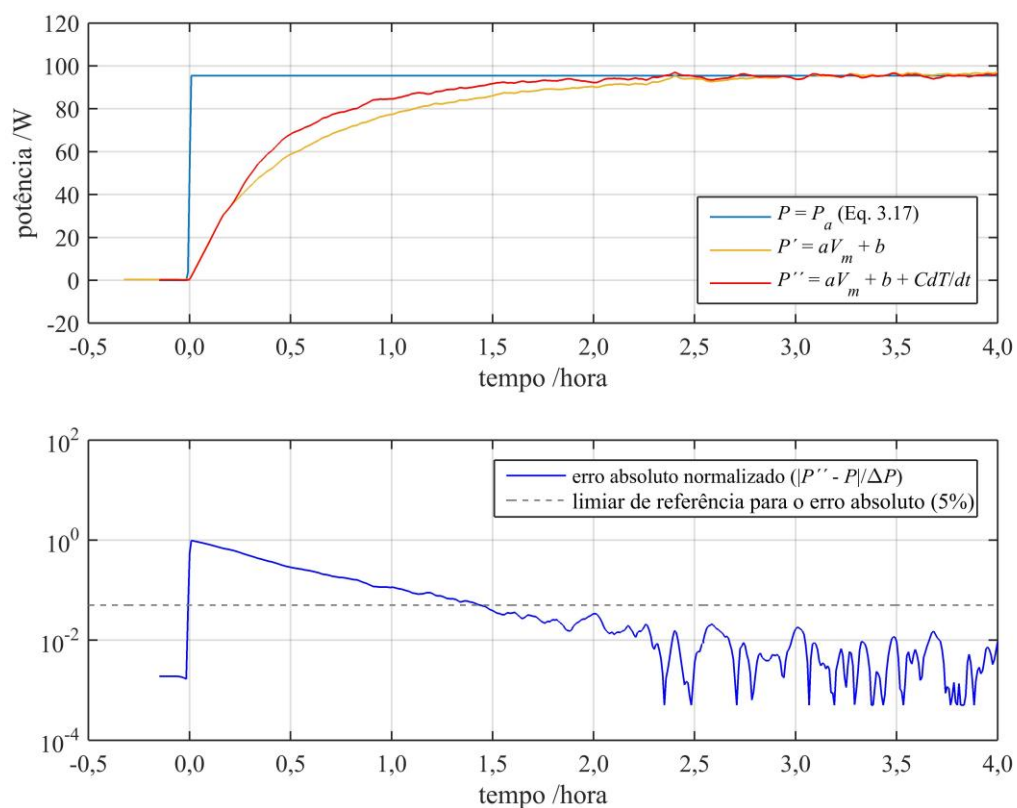 120
100
80
60
40
20
0
-20
potência /W
P = P_a (Eq. 3.17)
P´ = aV_m + b
P´´ = aV_m + b + CdT/dt
-0,5 0,0 0,5 1,0 1,5 2,0 2,5 3,0 3,5 4,0
tempo /hora
10^2
10^0
10^-2
10^-4
erro absoluto normalizado (|P´´ - P|/ΔP)
limiar de referência para o erro absoluto (5%)
-0,5 0,0 0,5 1,0 1,5 2,0 2,5 3,0 3,5 4,0
tempo /hora